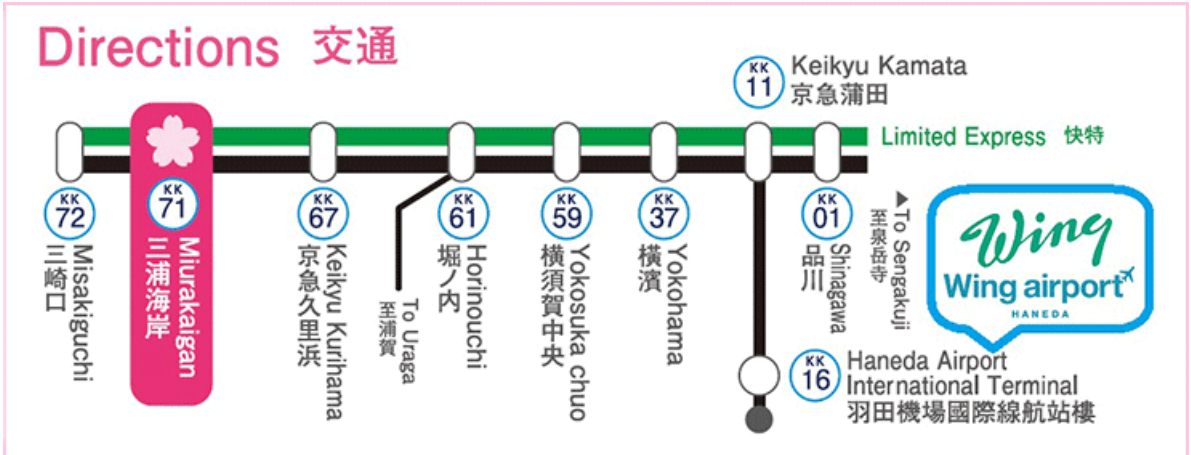 Directions 交通
KK
11
Keikyu Kamata
京急蒲田
Limited Express 快特
KK
72
Misakiguchi
三崎口
KK
71
Miurakaigan
三浦海岸
KK
67
Keikyu Kurihama
京急久里浜
To Uraga
至浦賀
KK
61
Horinouchi
堀ノ内
KK
59
Yokosuka chuo
横須賀中央
KK
37
Yokohama
橫濱
KK
01
Shinagawa
品川
▲To Sengakuji
至泉岳寺
Wing
Wing airport
HANEDA
KK
16
Haneda Airport
International Terminal
羽田機場國際線航站樓